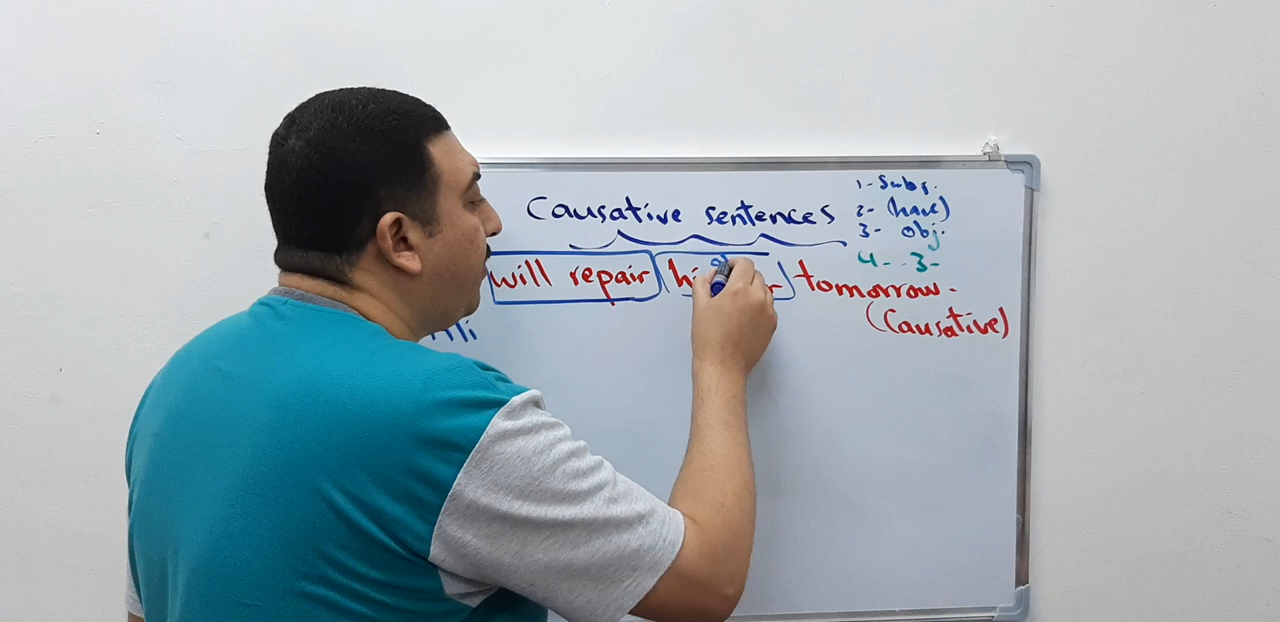 Causative sentences
1- Subj.
2- (have)
3- obj.
4- . 3-
will repair tomorrow.
(Causative)